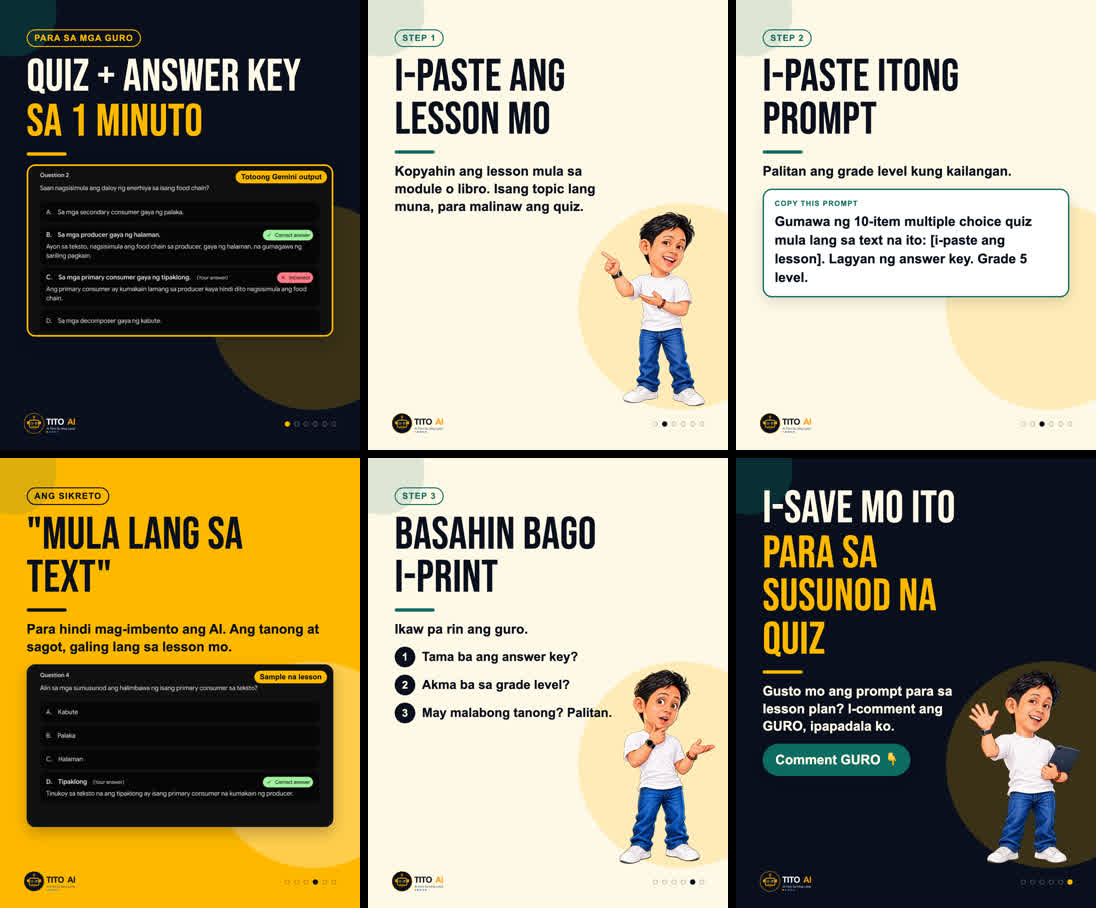 PARA SA MGA GURO
QUIZ + ANSWER KEY
SA 1 MINUTO
Question 2
Totoong Gemini output
Saan nagsisimula ang daloy ng enerhiya sa isang food chain?
A. Sa mga secondary consumer gaya ng palaka.
B. Sa mga producer gaya ng halaman.
✓ Correct answer
Ayon sa teksto, nagsisimula ang food chain sa producer, gaya ng halaman, na gumagawa ng
sariling pagkain.
C. Sa mga primary consumer gaya ng tipaklong. (Your answer)
× Incorrect
Ang primary consumer ay kumakain lamang sa producer kaya hindi dito nagsisimula ang food
chain.
D. Sa mga decomposer gaya ng kabute.
TITO AI
STEP 1
I-PASTE ANG
LESSON MO
Kopyahin ang lesson mula sa
module o libro. Isang topic lang
muna, para malinaw ang quiz.
TITO AI
STEP 2
I-PASTE ITONG
PROMPT
Palitan ang grade level kung kailangan.
COPY THIS PROMPT
Gumawa ng 10-item multiple choice quiz
mula lang sa text na ito: [i-paste ang
lesson]. Lagyan ng answer key. Grade 5
level.
TITO AI
ANG SIKRETO
"MULA LANG SA
TEXT"
Para hindi mag-imbento ang AI. Ang tanong at
sagot, galing lang sa lesson mo.
Question 4
Sample na lesson
Alin sa mga sumusunod ang halimbawa ng isang primary consumer sa teksto?
A. Kabute
B. Palaka
C. Halaman
D. Tipaklong (Your answer)
✓ Correct answer
Tinukoy sa teksto na ang tipaklong ay isang primary consumer na kumakain ng producer.
TITO AI
STEP 3
BASAHIN BAGO
I-PRINT
Ikaw pa rin ang guro.
1 Tama ba ang answer key?
2 Akma ba sa grade level?
3 May malabong tanong? Palitan.
TITO AI
I-SAVE MO ITO
PARA SA
SUSUNOD NA
QUIZ
Gusto mo ang prompt para sa
lesson plan? I-comment ang
GURO, ipapadala ko.
Comment GURO 👇
TITO AI